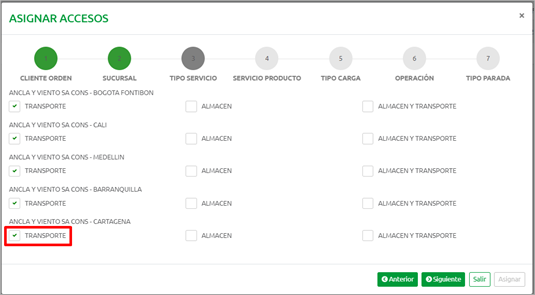 ASIGNAR ACCESOS ×
1 2 3 4 5 6 7
CLIENTE ORDEN SUCURSAL TIPO SERVICIO SERVICIO PRODUCTO TIPO CARGA OPERACIÓN TIPO PARADA
ANCLA Y VIENTO SA CONS - BOGOTA FONTIBON
TRANSPORTE ALMACEN ALMACEN Y TRANSPORTE
ANCLA Y VIENTO SA CONS - CALI
TRANSPORTE ALMACEN ALMACEN Y TRANSPORTE
ANCLA Y VIENTO SA CONS - MEDELLIN
TRANSPORTE ALMACEN ALMACEN Y TRANSPORTE
ANCLA Y VIENTO SA CONS - BARRANQUILLA
TRANSPORTE ALMACEN ALMACEN Y TRANSPORTE
ANCLA Y VIENTO SA CONS - CARTAGENA
TRANSPORTE ALMACEN ALMACEN Y TRANSPORTE
Anterior Siguiente Salir Asignar